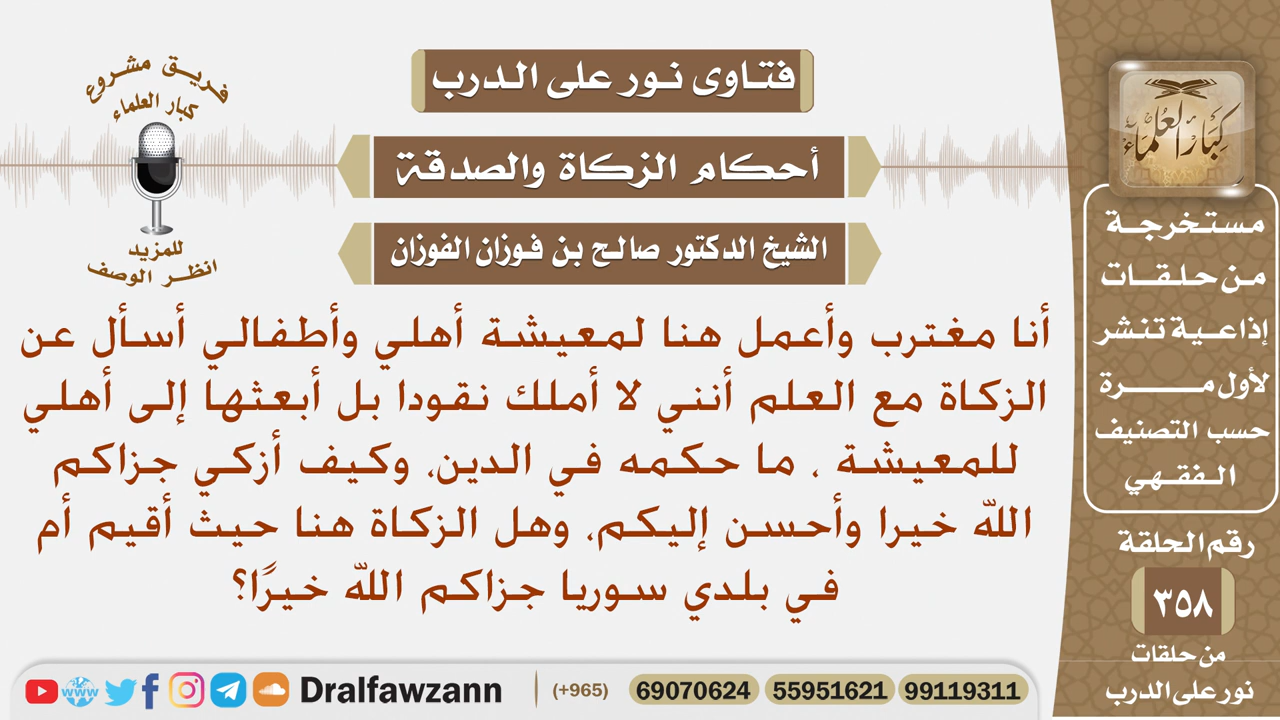 فتاوى نور على الدرب
أحكام الزكاة والصدقة
الشيخ الدكتور صالح بن فوزان الفوزان
فريق مشروع
كبار العلماء
للمزيد
انظر الوصف
أنا مغترب وأعمل هنا لمعيشة أهلي وأطفالي أسأل عن
الزكاة مع العلم أنني لا أملك نقودا بل أبعثها إلى أهلي
للمعيشة ، ما حكمه في الدين، وكيف أزكي جزاكم
الله خيرا وأحسن إليكم، وهل الزكاة هنا حيث أقيم أم
في بلدي سوريا جزاكم الله خيرًا؟
كبار العلماء
مستخرجة
من حلقات
إذاعية تنشر
لأول مرة
حسب التصنيف
الفقهي
رقم الحلقة
٣٥٨
من حلقات
نور على الدرب
www Dralfawzann (+965) 69070624 55951621 99119311